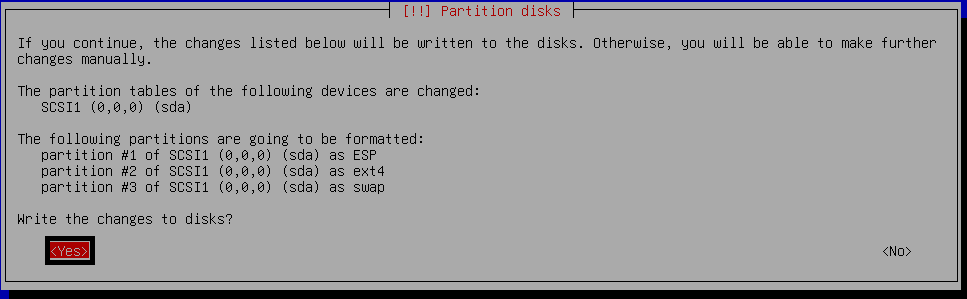 [!!] Partition disks
If you continue, the changes listed below will be written to the disks. Otherwise, you will be able to make further
changes manually.
The partition tables of the following devices are changed:
SCSI1 (0,0,0) (sda)
The following partitions are going to be formatted:
partition #1 of SCSI1 (0,0,0) (sda) as ESP
partition #2 of SCSI1 (0,0,0) (sda) as ext4
partition #3 of SCSI1 (0,0,0) (sda) as swap
Write the changes to disks?
<Yes> <No>